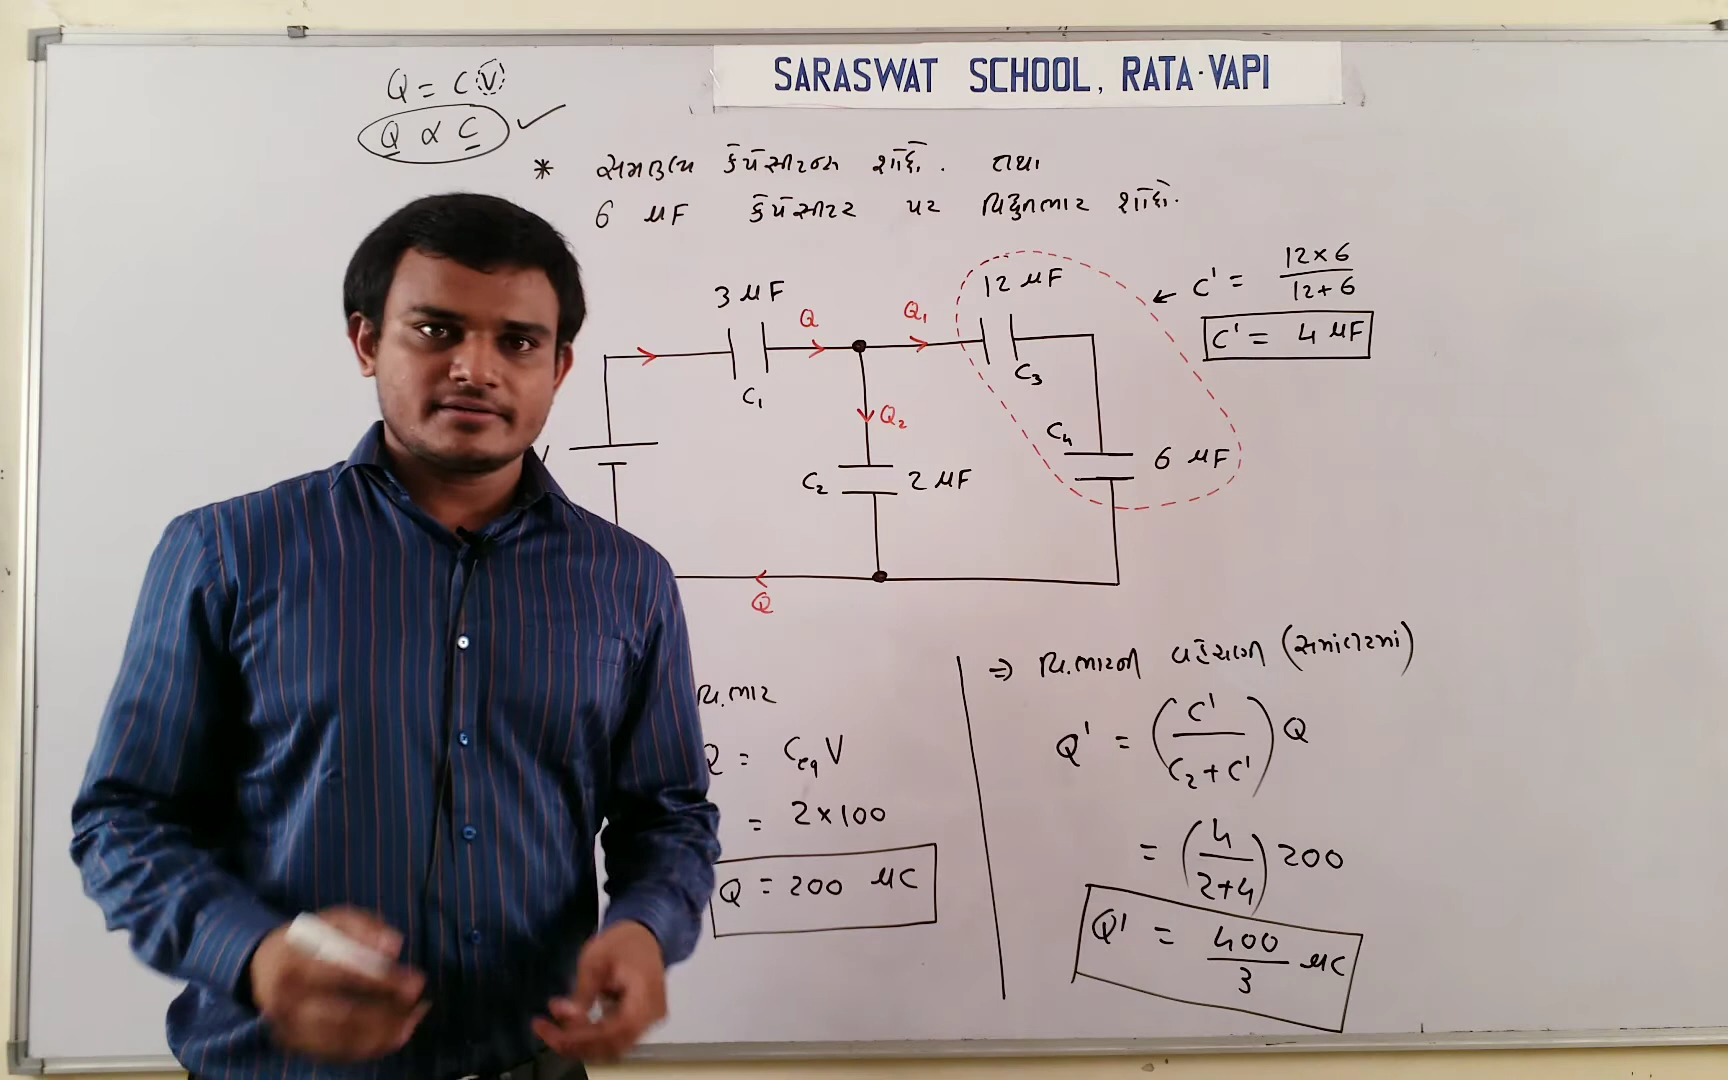 SARASWAT SCHOOL, RATA-VAPI
Q = CV
Q ∝ C ✓
* સમતુલ્ય કેપેસીટન્સ શોધો. તથા
6 μF કેપેસીટર પર વિદ્યુતભાર શોધો.
3 μF
C₁
Q
Q₁
12 μF
C₃
C' = 12×6 / 12+6
C' = 4 μF
Q₂
C₂ 2 μF
C₄
6 μF
V
Q
વિ.ભાર
Q = CeqV
= 2×100
Q = 200 μC
⇒ વિ.ભારની વહેંચણી (સમાંતરમાં)
Q' = (C' / C₂+C') Q
= (4 / 2+4) 200
Q' = 400 / 3 μC